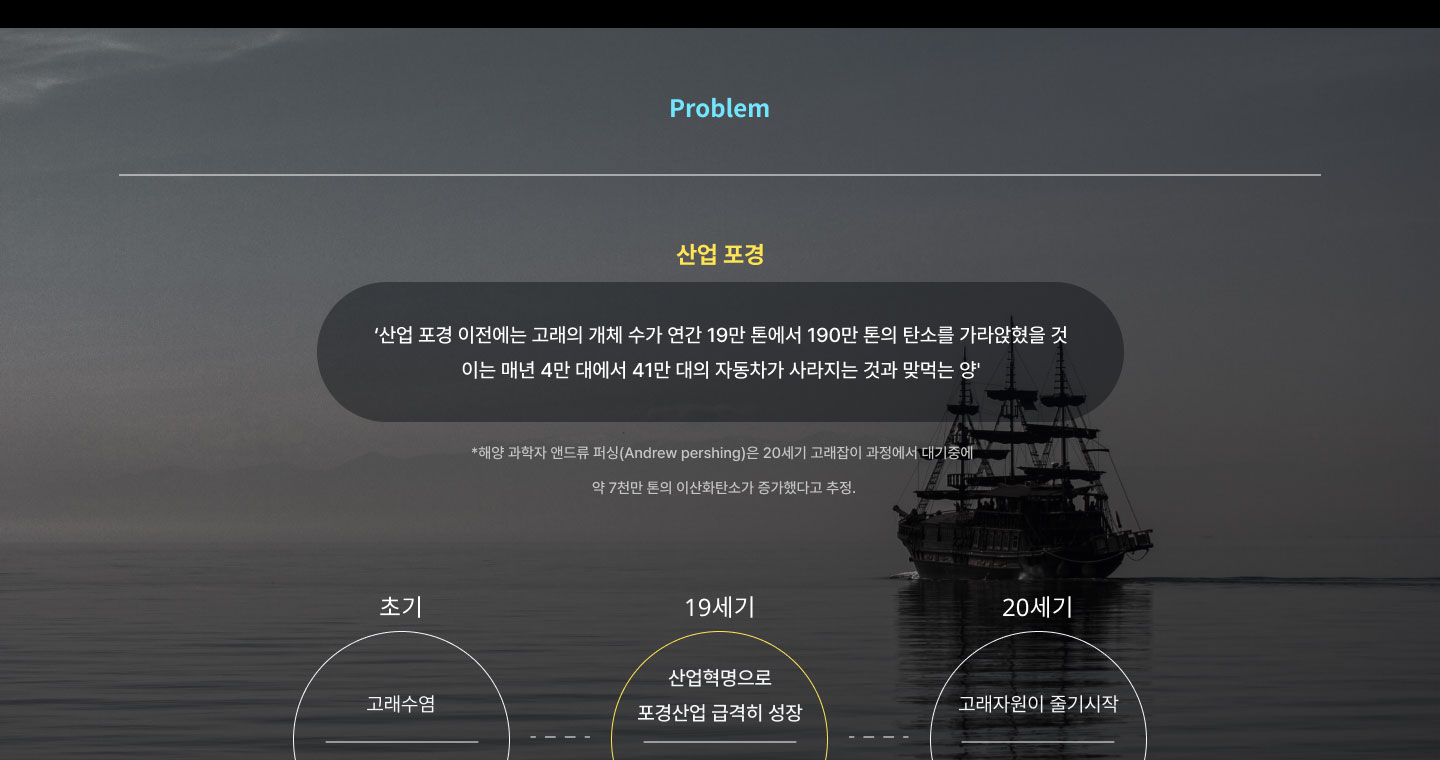 Problem
산업 포경
‘산업 포경 이전에는 고래의 개체 수가 연간 19만 톤에서 190만 톤의 탄소를 가라앉혔을 것
이는 매년 4만 대에서 41만 대의 자동차가 사라지는 것과 맞먹는 양'
*해양 과학자 앤드류 퍼싱(Andrew pershing)은 20세기 고래잡이 과정에서 대기중에
약 7천만 톤의 이산화탄소가 증가했다고 추정.
초기
고래수염
19세기
산업혁명으로
포경산업 급격히 성장
20세기
고래자원이 줄기시작